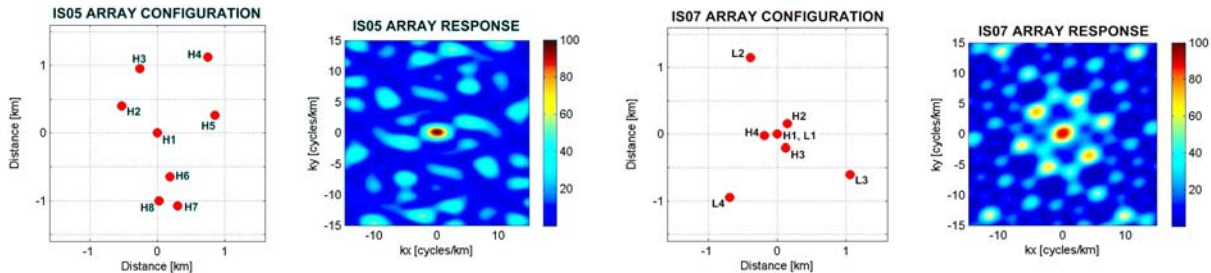 IS05 ARRAY CONFIGURATION
H4
H3
H2
H5
H1
H6
H8
H7
1
0
-1
-1 0 1
Distance [km]
Distance [km]
IS05 ARRAY RESPONSE
15
10
5
0
-5
-10
-15
-10 0 10
ky [cycles/km]
kx [cycles/km]
100
80
60
40
20
IS07 ARRAY CONFIGURATION
L2
H2
H4
H1, L1
H3
L3
L4
1
0
-1
-1 0 1
Distance [km]
Distance [km]
IS07 ARRAY RESPONSE
15
10
5
0
-5
-10
-15
-10 0 10
ky [cycles/km]
kx [cycles/km]
100
80
60
40
20